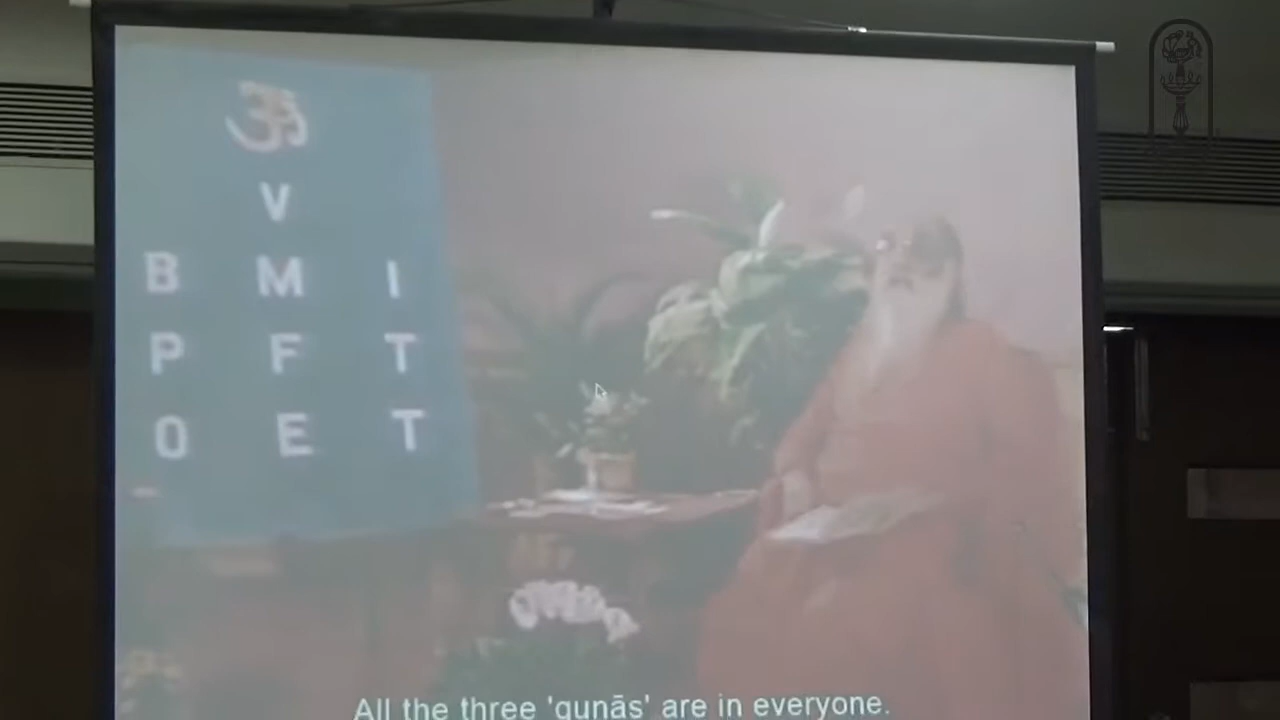 ॐ
V
B M I
P F T
O E T
All the three 'gunās' are in everyone.